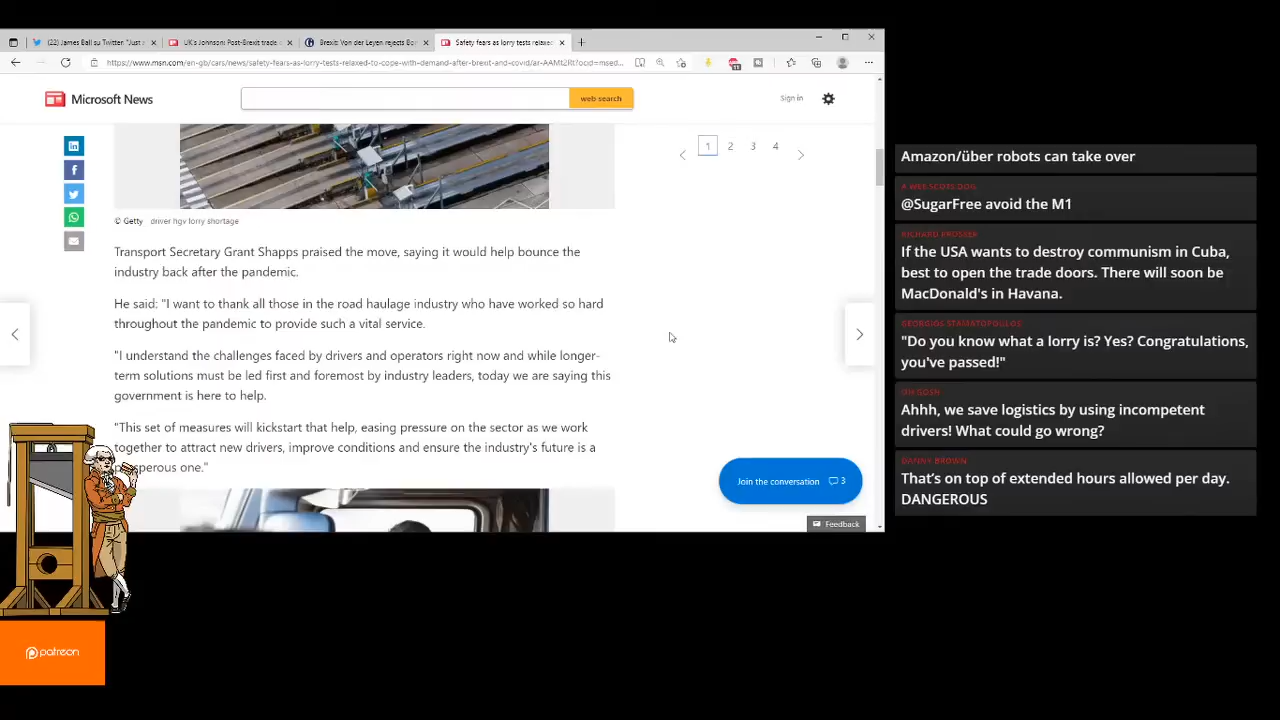 (22) James Ball su Twitter: "Just
UK's Johnson: Post-Brexit trade
Brexit: Von der Leyen rejects Bor
Safety fears as lorry tests relaxed
https://www.msn.com/en-gb/cars/news/safety-fears-as-lorry-tests-relaxed-to-cope-with-demand-after-brexit-and-covid/ar-AAMt2Rt?ocid=msed...
Microsoft News
web search
Sign in
1 2 3 4
© Getty driver hgv lorry shortage
Transport Secretary Grant Shapps praised the move, saying it would help bounce the
industry back after the pandemic.
He said: "I want to thank all those in the road haulage industry who have worked so hard
throughout the pandemic to provide such a vital service.
"I understand the challenges faced by drivers and operators right now and while longer-
term solutions must be led first and foremost by industry leaders, today we are saying this
government is here to help.
"This set of measures will kickstart that help, easing pressure on the sector as we work
together to attract new drivers, improve conditions and ensure the industry's future is a
prosperous one."
Join the conversation 3
Feedback
patreon
Amazon/über robots can take over
A WEE SCOTS DOG
@SugarFree avoid the M1
RICHARD PROSSER
If the USA wants to destroy communism in Cuba,
best to open the trade doors. There will soon be
MacDonald's in Havana.
GEORGIOS STAMATOPOULOS
"Do you know what a lorry is? Yes? Congratulations,
you've passed!"
Ahhh, we save logistics by using incompetent
drivers! What could go wrong?
DANNY BROWN
That's on top of extended hours allowed per day.
DANGEROUS